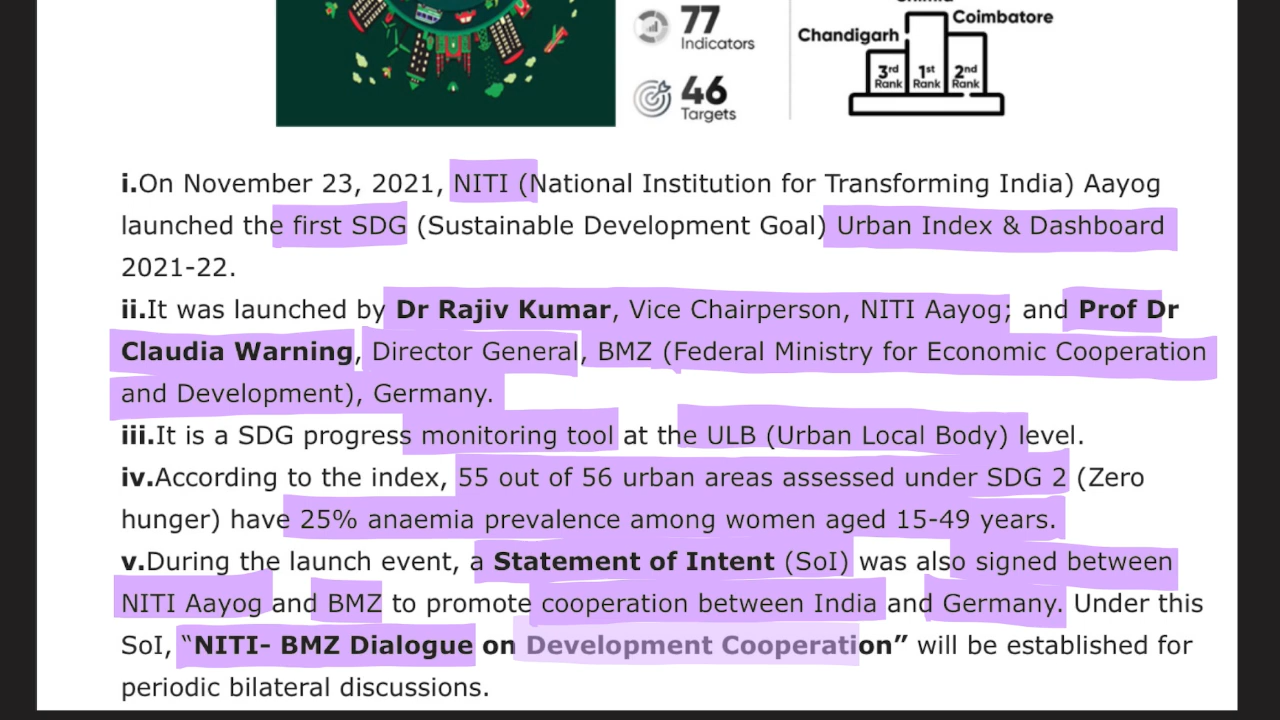 77
Indicators
46
Targets
Coimbatore
Chandigarh
3rd Rank
1st Rank
2nd Rank
i.On November 23, 2021, NITI (National Institution for Transforming India) Aayog
launched the first SDG (Sustainable Development Goal) Urban Index & Dashboard
2021-22.
ii.It was launched by Dr Rajiv Kumar, Vice Chairperson, NITI Aayog; and Prof Dr
Claudia Warning, Director General, BMZ (Federal Ministry for Economic Cooperation
and Development), Germany.
iii.It is a SDG progress monitoring tool at the ULB (Urban Local Body) level.
iv.According to the index, 55 out of 56 urban areas assessed under SDG 2 (Zero
hunger) have 25% anaemia prevalence among women aged 15-49 years.
v.During the launch event, a Statement of Intent (SoI) was also signed between
NITI Aayog and BMZ to promote cooperation between India and Germany. Under this
SoI, “NITI- BMZ Dialogue on Development Cooperation” will be established for
periodic bilateral discussions.